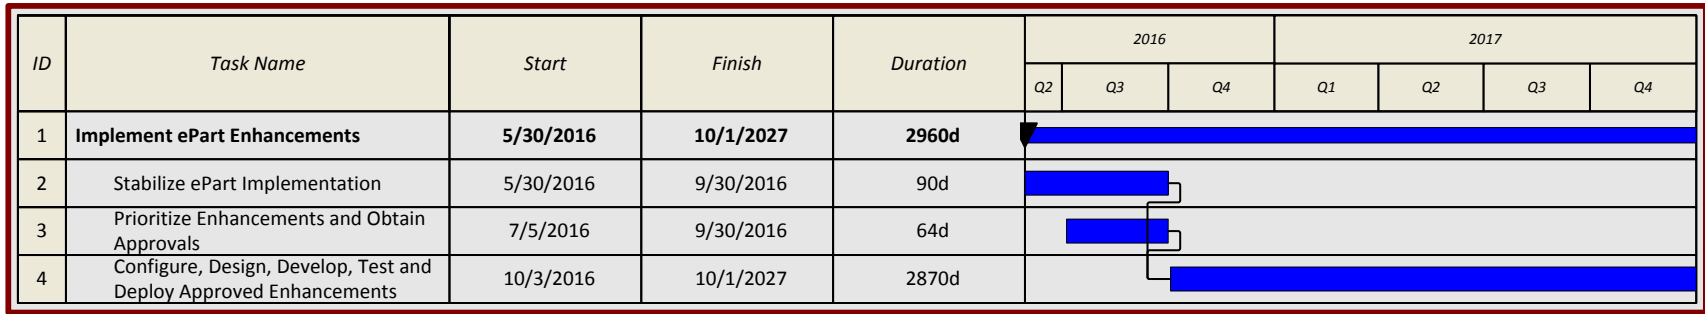 ID Task Name Start Finish Duration 2016 2017
Q2 Q3 Q4 Q1 Q2 Q3 Q4
1 Implement ePart Enhancements 5/30/2016 10/1/2027 2960d
2 Stabilize ePart Implementation 5/30/2016 9/30/2016 90d
3 Prioritize Enhancements and Obtain
Approvals 7/5/2016 9/30/2016 64d
4 Configure, Design, Develop, Test and
Deploy Approved Enhancements 10/3/2016 10/1/2027 2870d